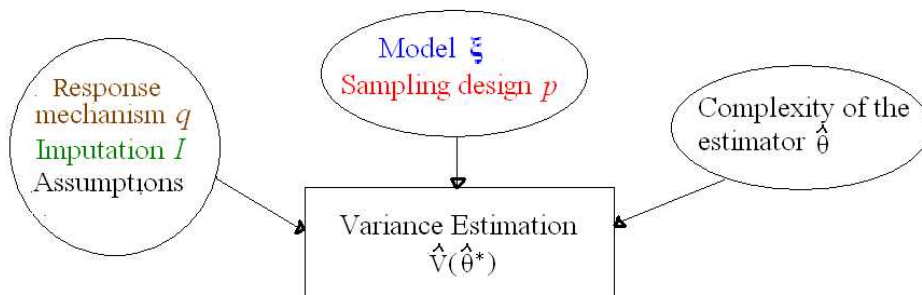 Response
mechanism q
Imputation I
Assumptions
Model ξ
Sampling design p
Complexity of the
estimator θ̂
Variance Estimation
V̂(θ̂*)